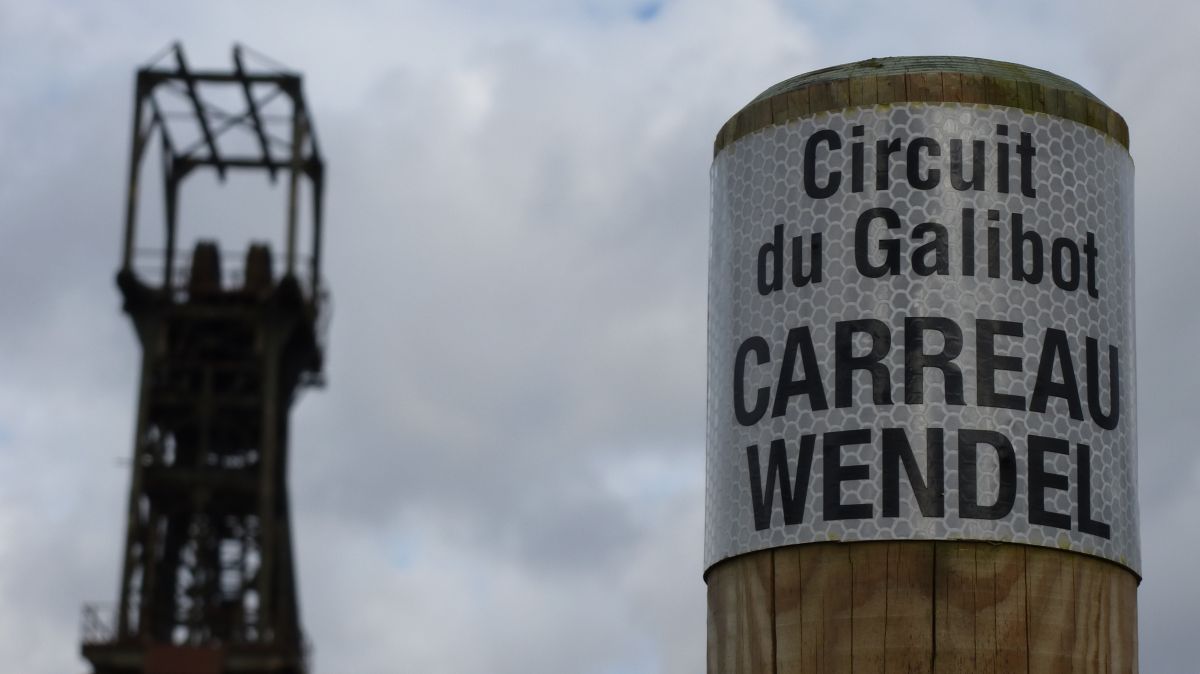 Circuit
du Galibot
CARREAU
WENDEL